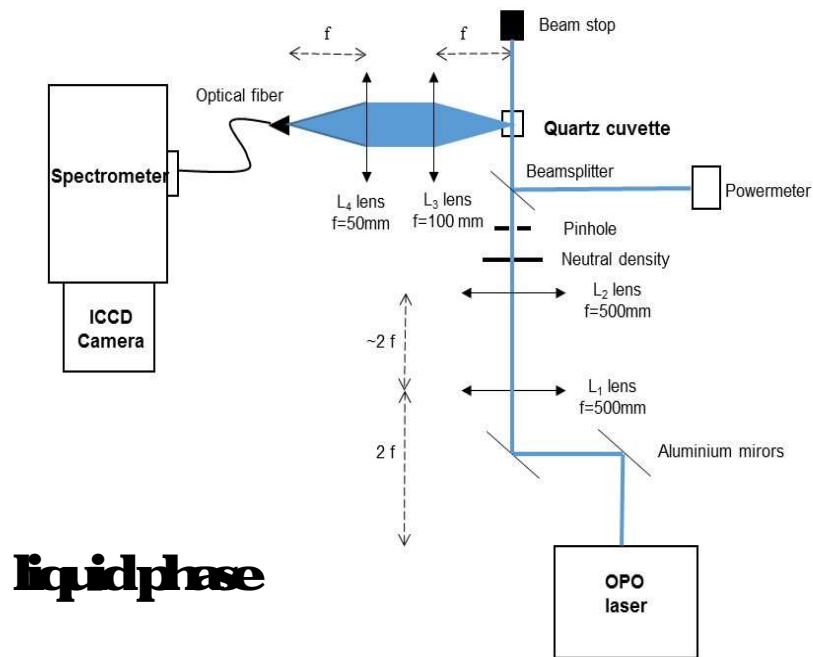 f
f
Beam stop
Optical fiber
Quartz cuvette
Spectrometer
Beamsplitter
Powermeter
L₄ lens
f=50mm
L₃ lens
f=100 mm
Pinhole
Neutral density
L₂ lens
f=500mm
ICCD
Camera
~2 f
L₁ lens
f=500mm
2 f
Aluminium mirors
liquid phase
OPO
laser